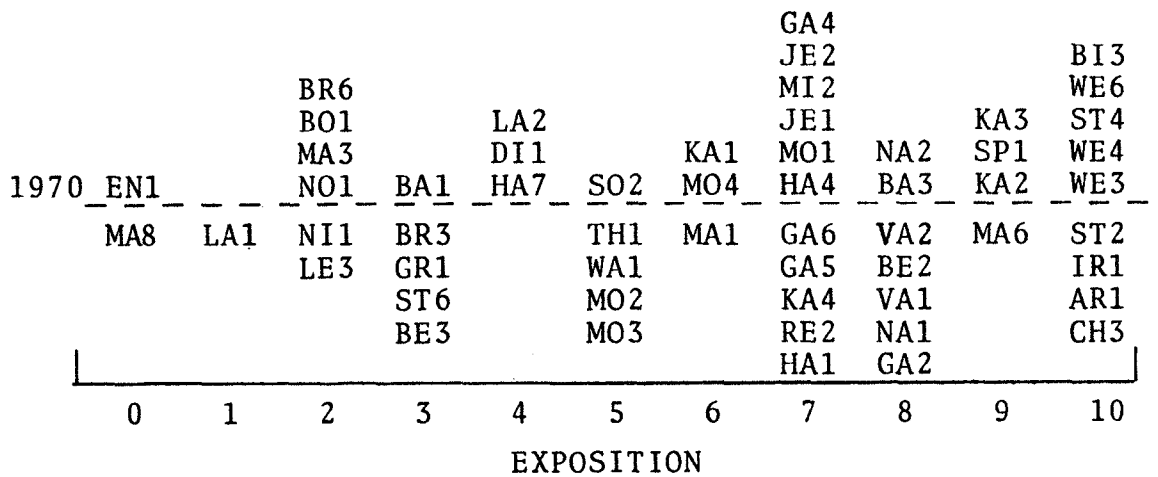 GA4
JE2 BI3
BR6 MI2 WE6
BO1 LA2 JE1 KA3 ST4
MA3 DI1 KA1 MO1 NA2 SP1 WE4
1970 EN1 NO1 BA1 HA7 SO2 MO4 HA4 BA3 KA2 WE3
MA8 LA1 NI1 BR3 TH1 MA1 GA6 VA2 MA6 ST2
LE3 GR1 WA1 GA5 BE2 IR1
ST6 MO2 KA4 VA1 AR1
BE3 MO3 RE2 NA1 CH3
HA1 GA2
0 1 2 3 4 5 6 7 8 9 10
EXPOSITION